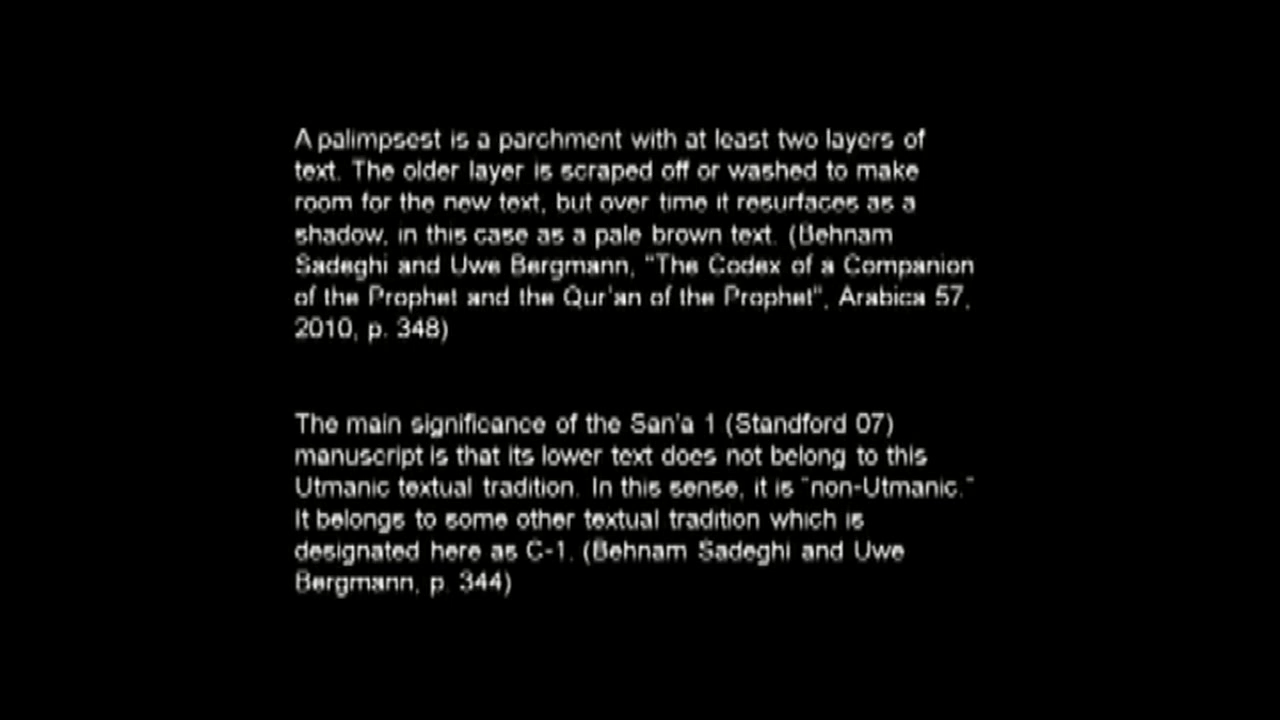 A palimpsest is a parchment with at least two layers of
text. The older layer is scraped off or washed to make
room for the new text, but over time it resurfaces as a
shadow, in this case as a pale brown text. (Behnam
Sadeghi and Uwe Bergmann, "The Codex of a Companion
of the Prophet and the Qur'an of the Prophet", Arabica 57,
2010, p. 348)
The main significance of the San'a 1 (Standford 07)
manuscript is that its lower text does not belong to this
Utmanic textual tradition. In this sense, it is "non-Utmanic."
It belongs to some other textual tradition which is
designated here as C-1. (Behnam Sadeghi and Uwe
Bergmann, p. 344)